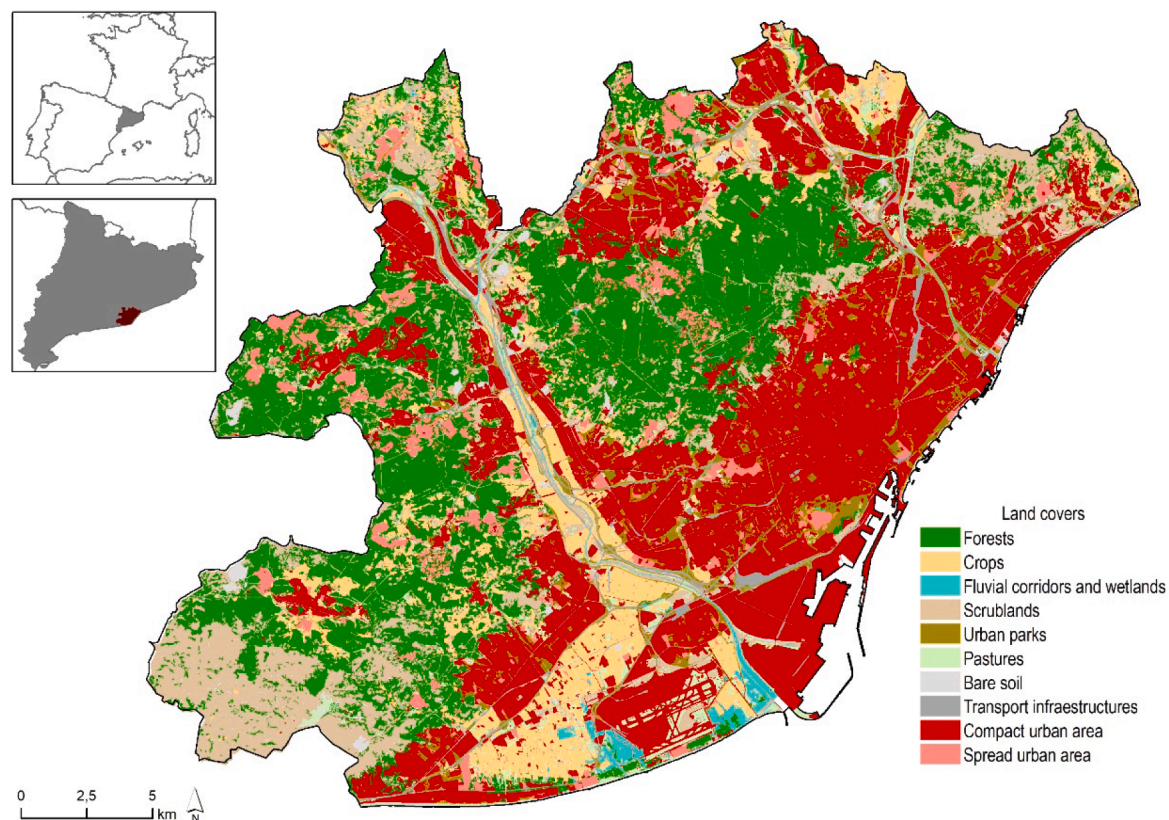 Land covers
Forests
Crops
Fluvial corridors and wetlands
Scrublands
Urban parks
Pastures
Bare soil
Transport infraestructures
Compact urban area
Spread urban area
0 2,5 5
km
N